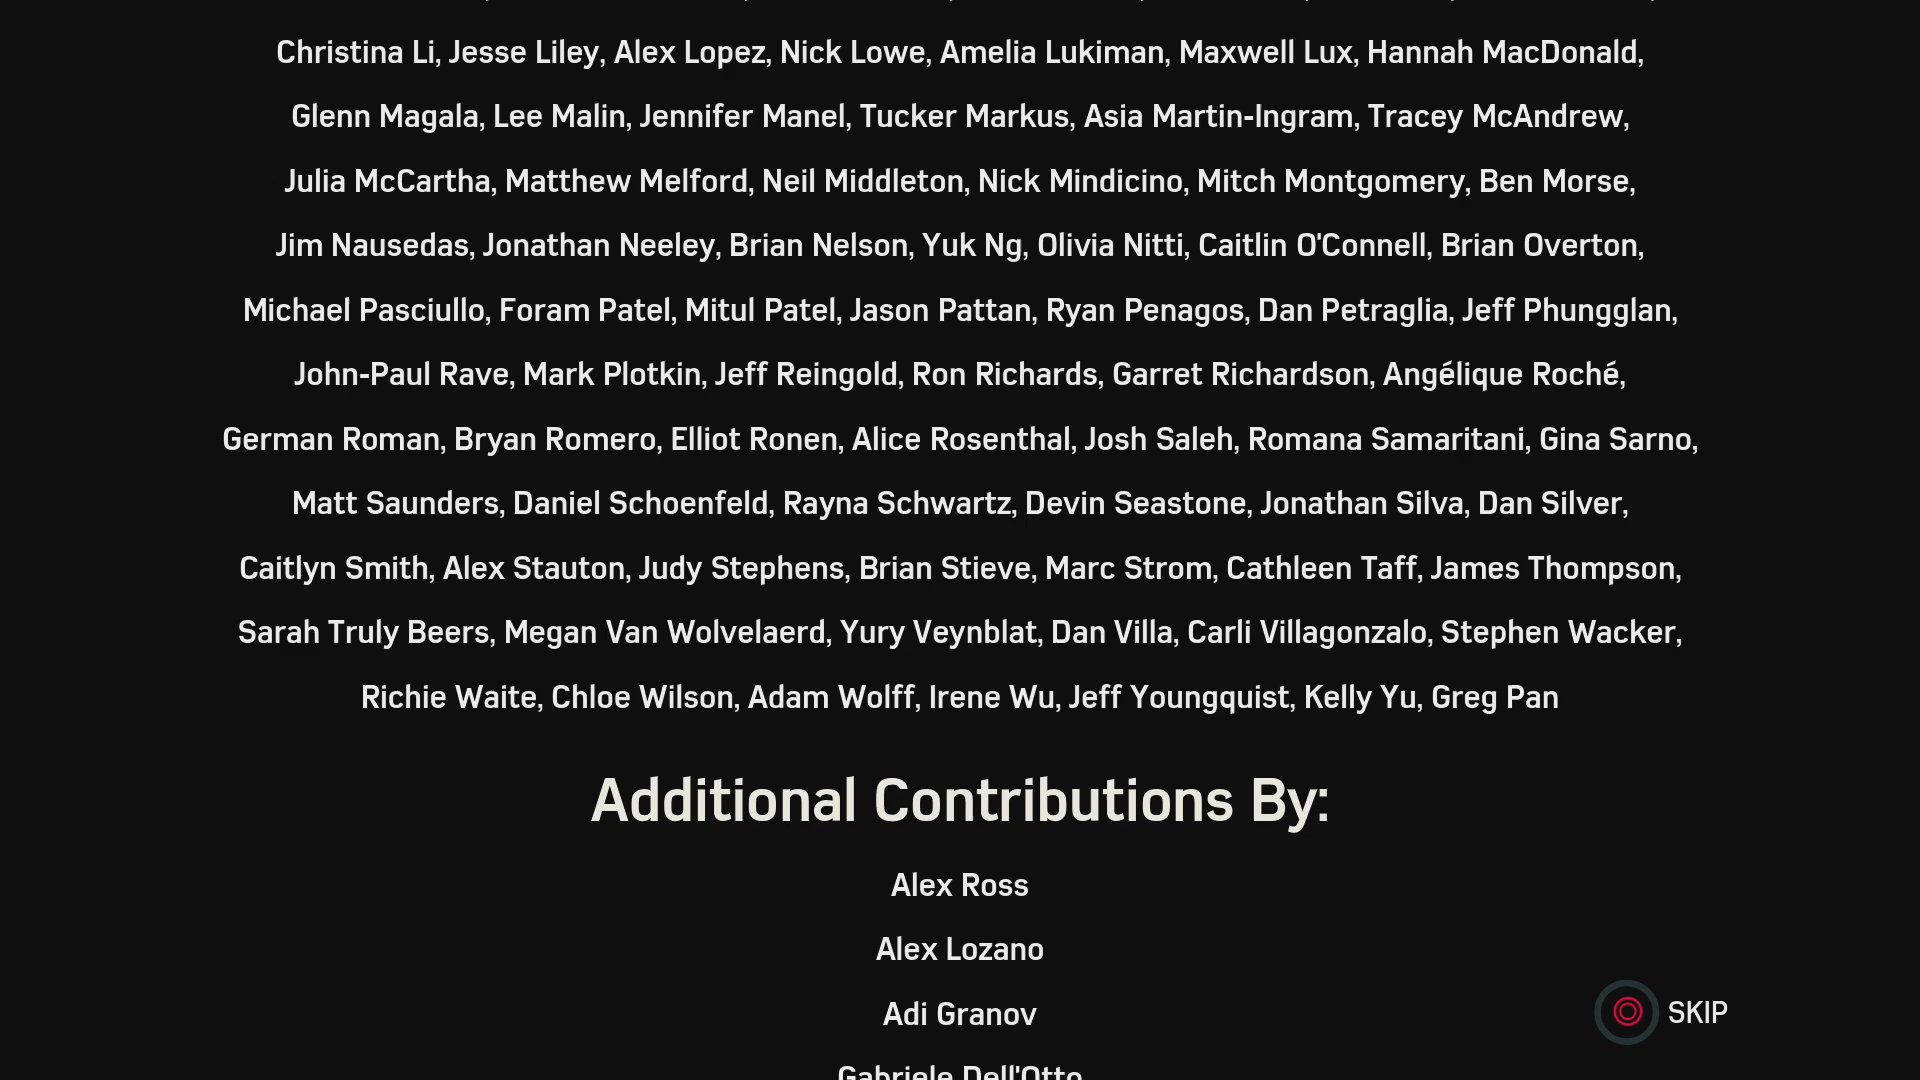 Christina Li, Jesse Liley, Alex Lopez, Nick Lowe, Amelia Lukiman, Maxwell Lux, Hannah MacDonald,
Glenn Magala, Lee Malin, Jennifer Manel, Tucker Markus, Asia Martin-Ingram, Tracey McAndrew,
Julia McCartha, Matthew Melford, Neil Middleton, Nick Mindicino, Mitch Montgomery, Ben Morse,
Jim Nausedas, Jonathan Neeley, Brian Nelson, Yuk Ng, Olivia Nitti, Caitlin O'Connell, Brian Overton,
Michael Pasciullo, Foram Patel, Mitul Patel, Jason Pattan, Ryan Penagos, Dan Petraglia, Jeff Phungglan,
John-Paul Rave, Mark Plotkin, Jeff Reingold, Ron Richards, Garret Richardson, Angélique Roché,
German Roman, Bryan Romero, Elliot Ronen, Alice Rosenthal, Josh Saleh, Romana Samaritani, Gina Sarno,
Matt Saunders, Daniel Schoenfeld, Rayna Schwartz, Devin Seastone, Jonathan Silva, Dan Silver,
Caitlyn Smith, Alex Stauton, Judy Stephens, Brian Stieve, Marc Strom, Cathleen Taff, James Thompson,
Sarah Truly Beers, Megan Van Wolvelaerd, Yury Veynblat, Dan Villa, Carli Villagonzalo, Stephen Wacker,
Richie Waite, Chloe Wilson, Adam Wolff, Irene Wu, Jeff Youngquist, Kelly Yu, Greg Pan
Additional Contributions By:
Alex Ross
Alex Lozano
Adi Granov
SKIP
Gabriele Dell'Otto